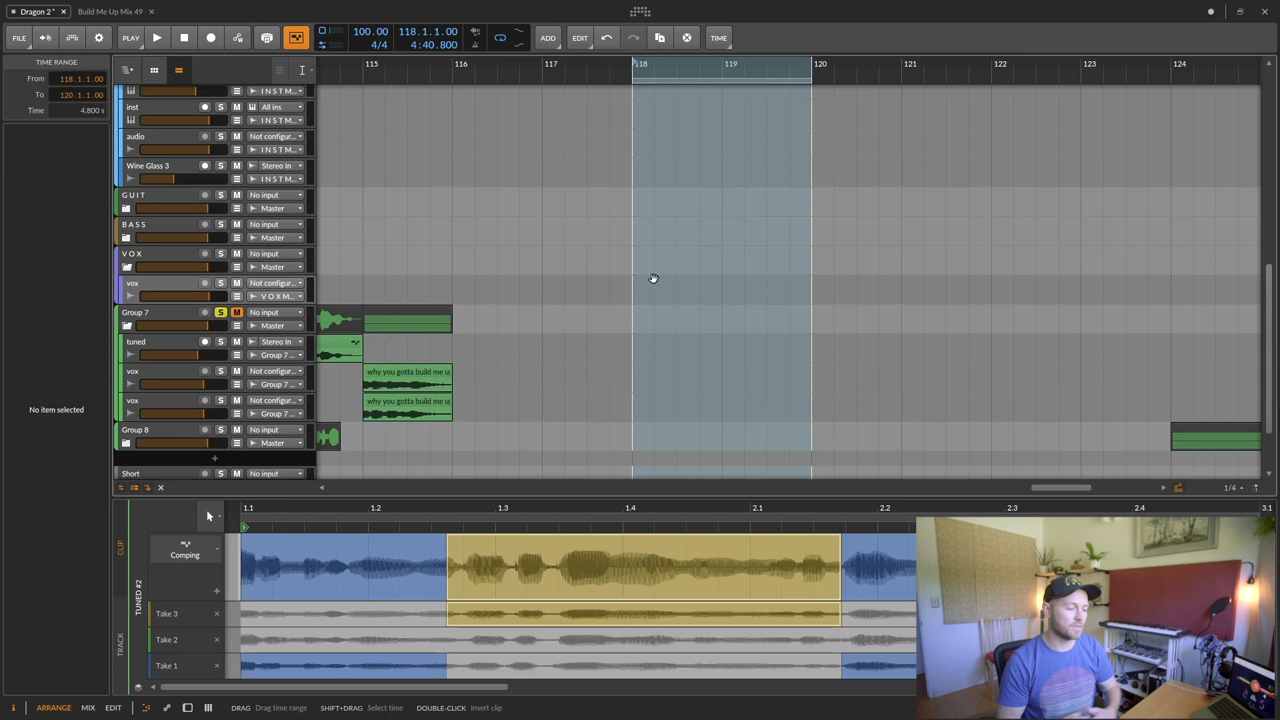 Dragon 2 *
Build Me Up Mix 49
FILE
PLAY
100.00
4/4
118.1.1.00
4:40.800
ADD
EDIT
TIME
TIME RANGE
From 118.1.1.00
To 120.1.1.00
Time 4.800 s
No item selected
115 116 117 118 119 120 121 122 123 124
I N S T M...
inst S M All ins
I N S T M...
audio S M Not configur...
I N S T M...
Wine Glass 3 S M Stereo In
I N S T M...
G U I T S M No input
Master
B A S S S M No input
Master
V O X S M No input
Master
vox S M Not configur...
V O X M...
Group 7 S M No input
Master
tuned S M Stereo In
Group 7 ...
vox S M Not configur...
why you gotta build me u
Group 7 ...
vox S M Not configur...
why you gotta build me u
Group 7 ...
Group 8 S M No input
Master
+
Short S M No input
1/4
1.1 1.2 1.3 1.4 2.1 2.2 2.3 2.4 3.1
CLIP
TRACK
TUNED #2
Comping
+
Take 3
Take 2
Take 1
ARRANGE MIX EDIT
DRAG Drag time range
SHIFT+DRAG Select time
DOUBLE-CLICK Insert clip